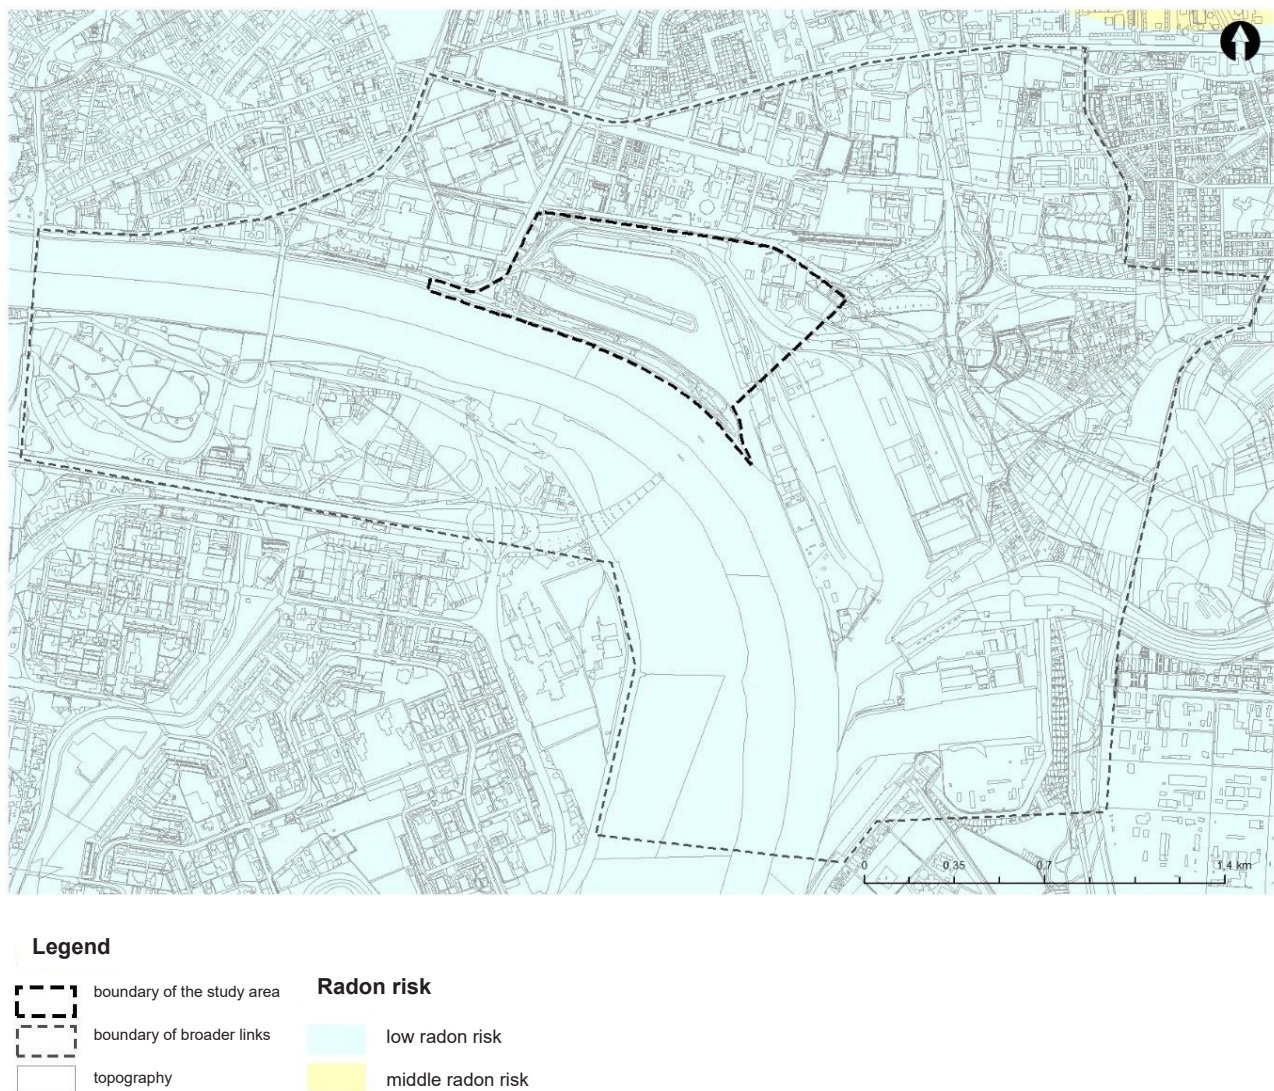 0 0.35 0.7 1.4 km
Legend
boundary of the study area
boundary of broader links
topography
Radon risk
low radon risk
middle radon risk